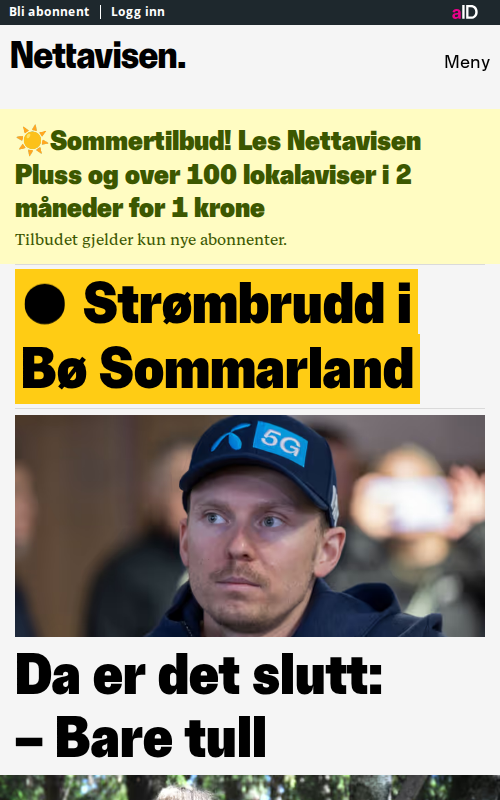 Bli abonnent | Logg inn
aID
Nettavisen.
Meny
☀️Sommertilbud! Les Nettavisen
Pluss og over 100 lokalaviser i 2
måneder for 1 krone
Tilbudet gjelder kun nye abonnenter.
● Strømbrudd i
Bø Sommarland
5G
Da er det slutt:
– Bare tull